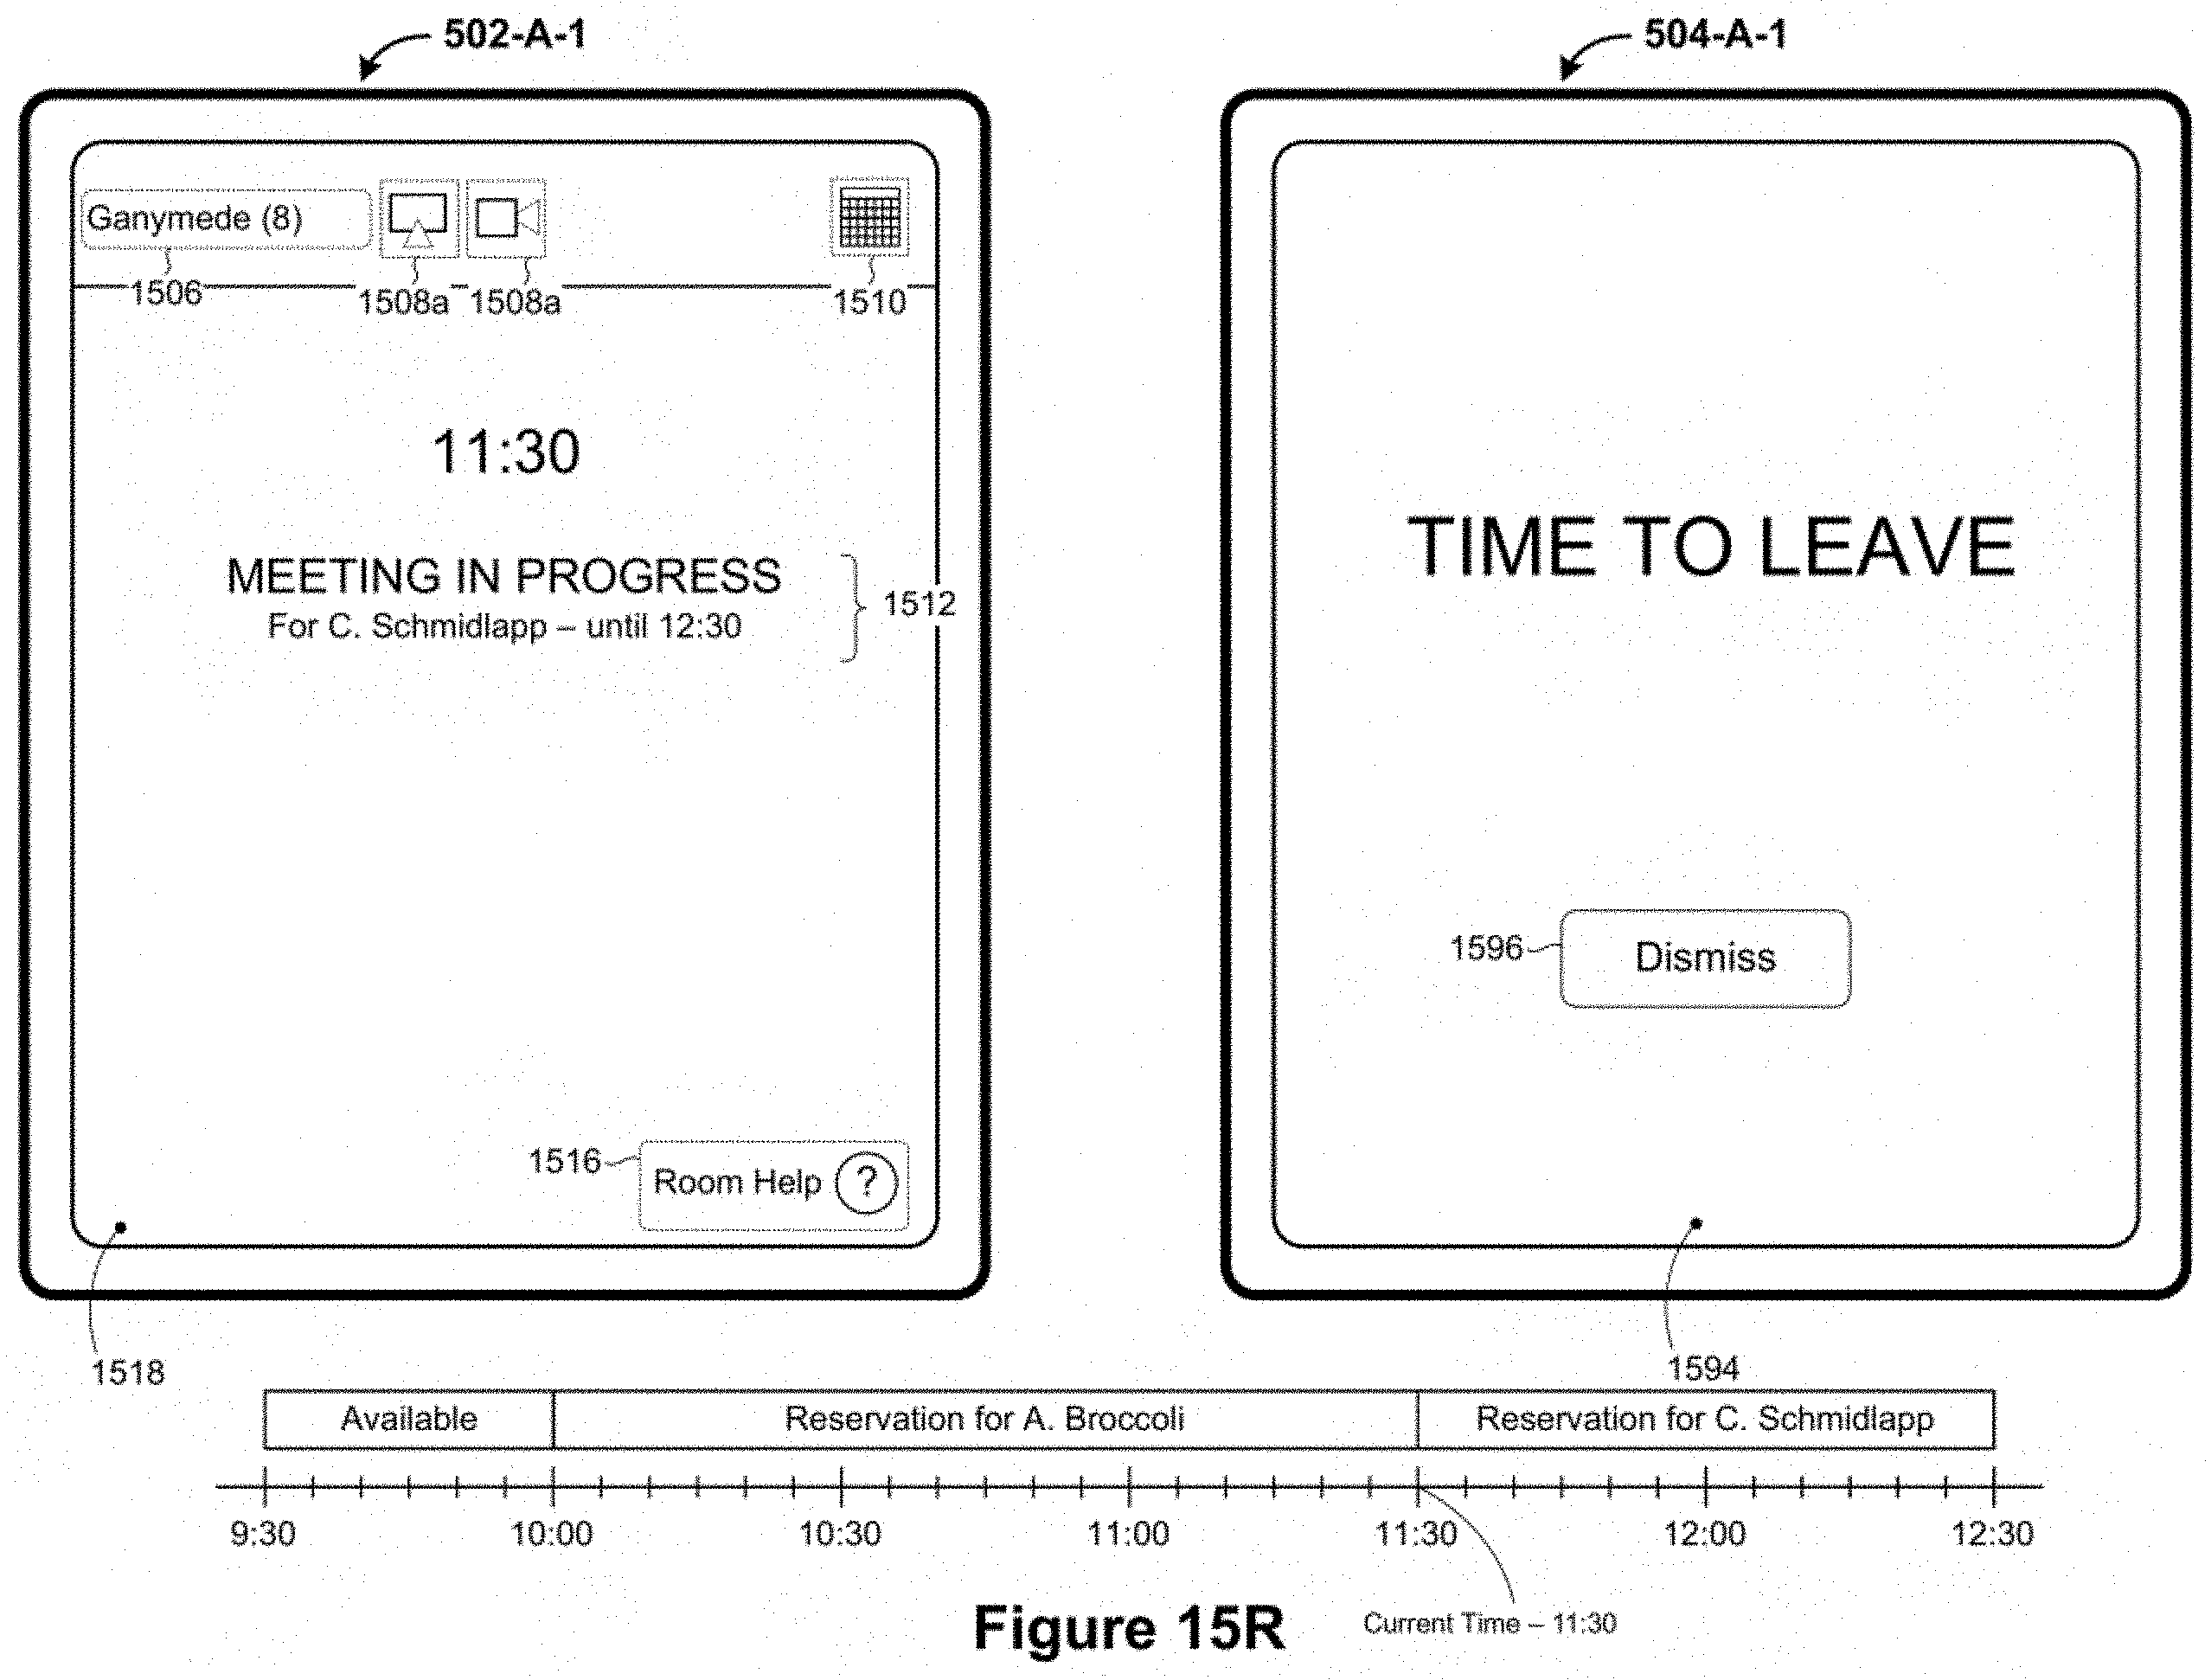 502-A-1
504-A-1
Ganymede (8)
1506
1508a
1508a
1510
11:30
MEETING IN PROGRESS
For C. Schmidlapp – until 12:30
1512
TIME TO LEAVE
1596
Dismiss
1516
Room Help ?
1518
1594
Available
Reservation for A. Broccoli
Reservation for C. Schmidlapp
9:30
10:00
10:30
11:00
11:30
12:00
12:30
Current Time – 11:30
Figure 15R